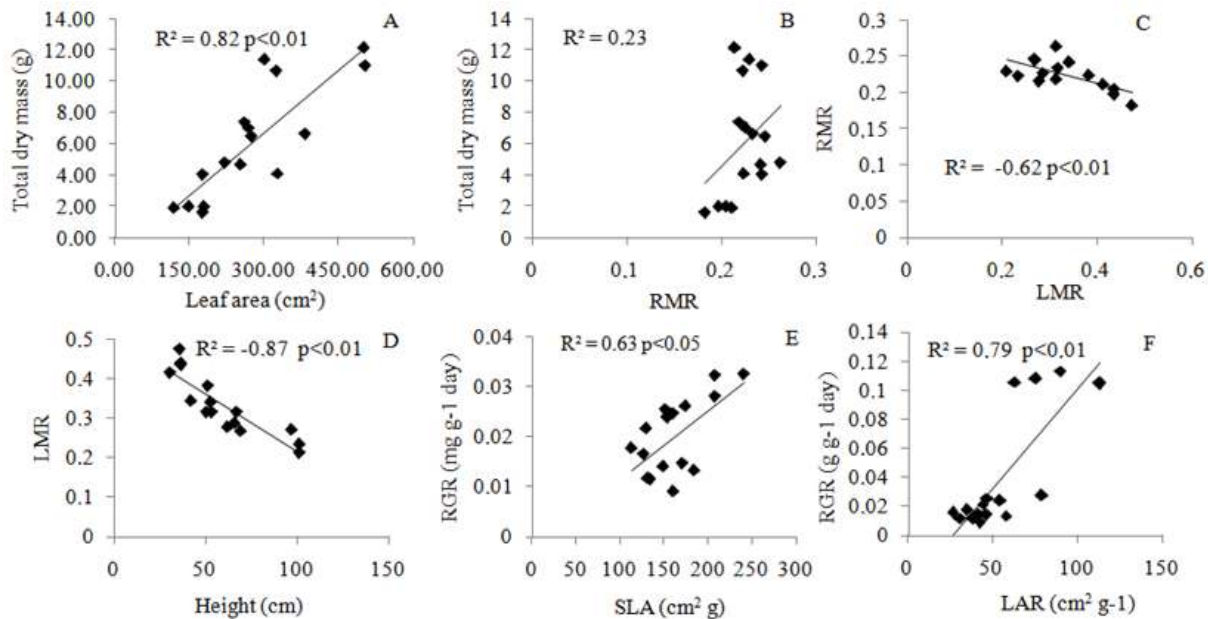 A
R² = 0.82 p<0.01
Total dry mass (g)
14.00
12.00
10.00
8.00
6.00
4.00
2.00
0.00
0.00 150.00 300.00 450.00 600.00
Leaf area (cm²)
B
R² = 0.23
Total dry mass (g)
14
12
10
8
6
4
2
0
0 0.1 0.2 0.3
RMR
C
R² = -0.62 p<0.01
RMR
0.3
0.25
0.2
0.15
0.1
0.05
0
0 0.2 0.4 0.6
LMR
D
R² = -0.87 p<0.01
LMR
0.5
0.4
0.3
0.2
0.1
0
0 50 100 150
Height (cm)
E
R² = 0.63 p<0.05
RGR (mg g-1 day)
0.04
0.03
0.02
0.01
0
0 50 100 150 200 250 300
SLA (cm² g)
F
R² = 0.79 p<0.01
RGR (g g-1 day)
0.14
0.12
0.1
0.08
0.06
0.04
0.02
0
0 50 100 150
LAR (cm² g-1)